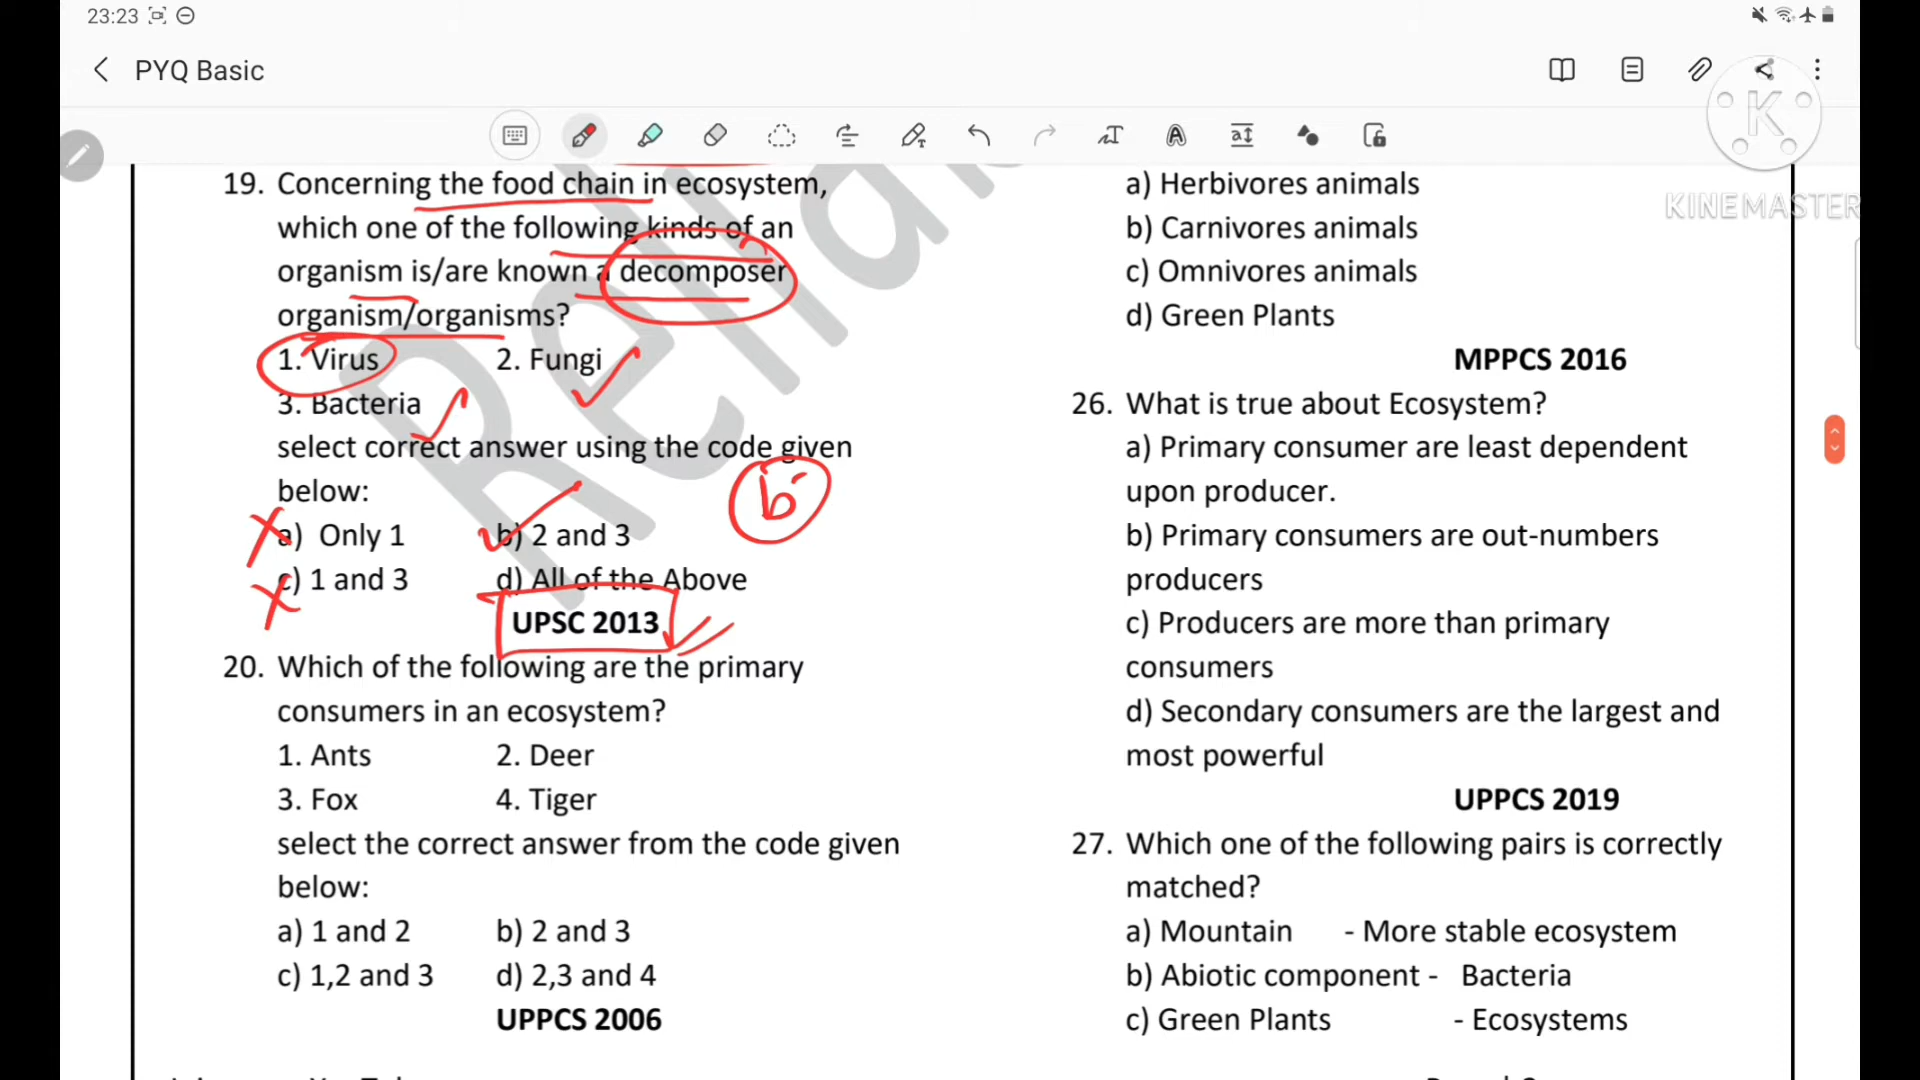 23:23
PYQ Basic
KINEMASTER
19. Concerning the food chain in ecosystem,
which one of the following kinds of an
organism is/are known a decomposer
organism/organisms?
1. Virus 2. Fungi
3. Bacteria
select correct answer using the code given
below:
b
a) Only 1 b) 2 and 3
c) 1 and 3 d) All of the Above
UPSC 2013
20. Which of the following are the primary
consumers in an ecosystem?
1. Ants 2. Deer
3. Fox 4. Tiger
select the correct answer from the code given
below:
a) 1 and 2 b) 2 and 3
c) 1,2 and 3 d) 2,3 and 4
UPPCS 2006
a) Herbivores animals
b) Carnivores animals
c) Omnivores animals
d) Green Plants
MPPCS 2016
26. What is true about Ecosystem?
a) Primary consumer are least dependent
upon producer.
b) Primary consumers are out-numbers
producers
c) Producers are more than primary
consumers
d) Secondary consumers are the largest and
most powerful
UPPCS 2019
27. Which one of the following pairs is correctly
matched?
a) Mountain - More stable ecosystem
b) Abiotic component - Bacteria
c) Green Plants - Ecosystems